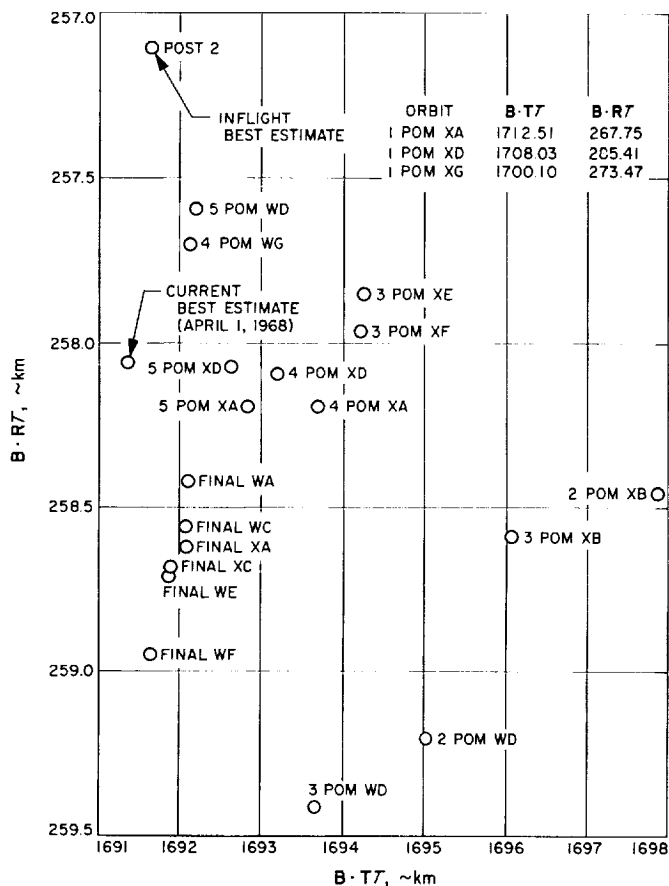 257.0
POST 2
INFLIGHT
BEST ESTIMATE
ORBIT B·T𝑇 B·R𝑇
1 POM XA 1712.51 267.75
1 POM XD 1708.03 205.41
1 POM XG 1700.10 273.47
257.5
5 POM WD
4 POM WG
CURRENT
BEST ESTIMATE
(APRIL 1, 1968)
3 POM XE
3 POM XF
258.0
5 POM XD
4 POM XD
5 POM XA
4 POM XA
B·R𝑇, ~km
FINAL WA
2 POM XB
258.5
FINAL WC
3 POM XB
FINAL XA
FINAL XC
FINAL WE
FINAL WF
259.0
2 POM WD
3 POM WD
259.5
1691 1692 1693 1694 1695 1696 1697 1698
B·T𝑇, ~km